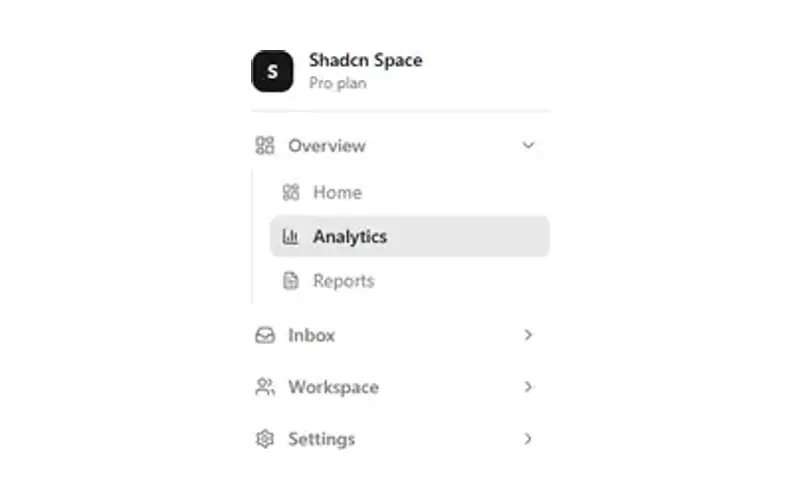 S
Shadcn Space
Pro plan
Overview
Home
Analytics
Reports
Inbox
Workspace
Settings